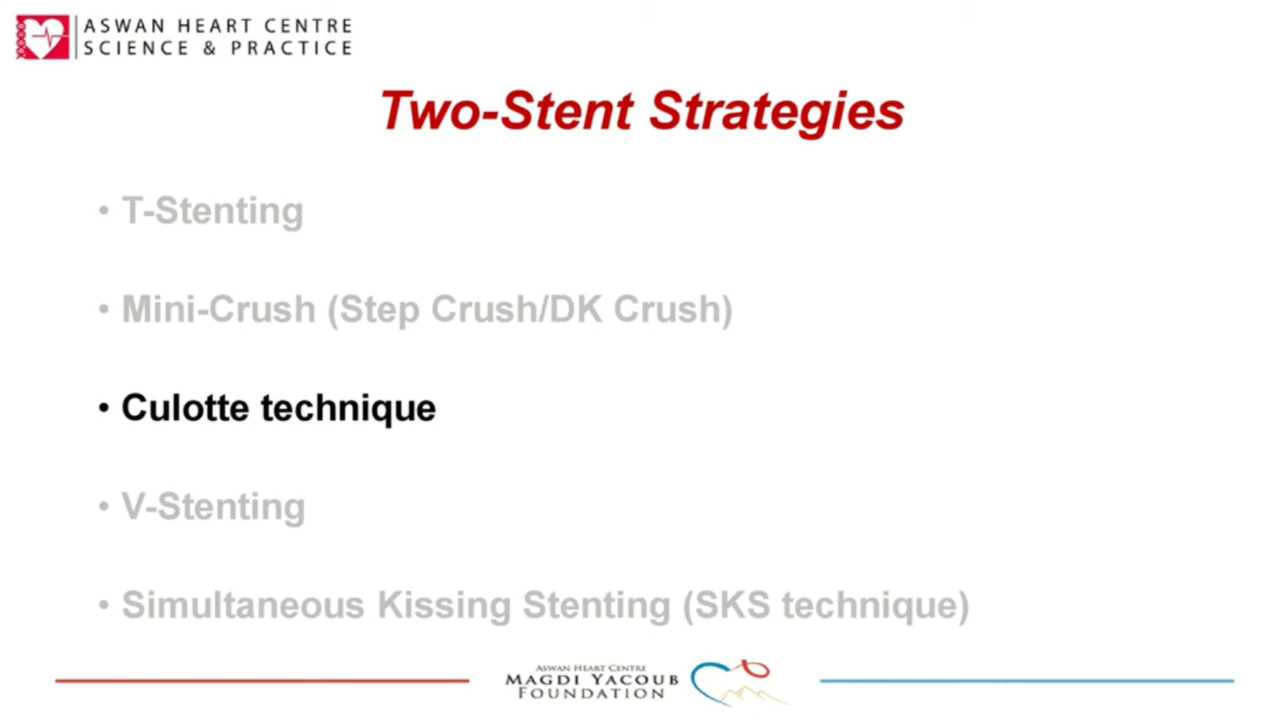 ASWAN HEART CENTRE
SCIENCE & PRACTICE
Two-Stent Strategies
• T-Stenting
• Mini-Crush (Step Crush/DK Crush)
• Culotte technique
• V-Stenting
• Simultaneous Kissing Stenting (SKS technique)
ASWAN HEART CENTRE
MAGDI YACOUB
FOUNDATION